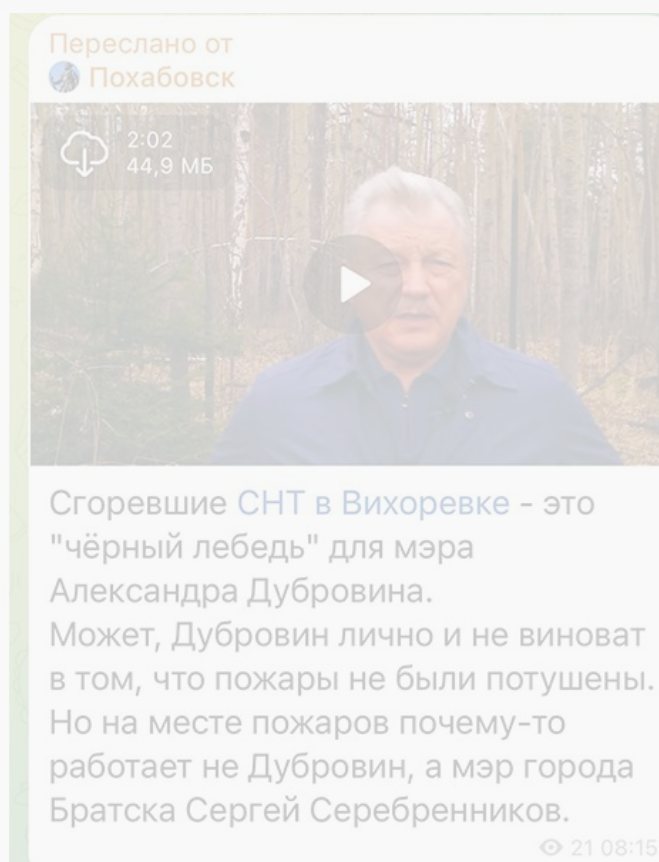 Переслано от
Похабовск
2:02
44,9 МБ
Сгоревшие СНТ в Вихоревке - это
"чёрный лебедь" для мэра
Александра Дубровина.
Может, Дубровин лично и не виноват
в том, что пожары не были потушены.
Но на месте пожаров почему-то
работает не Дубровин, а мэр города
Братска Сергей Серебренников.
21 08:15